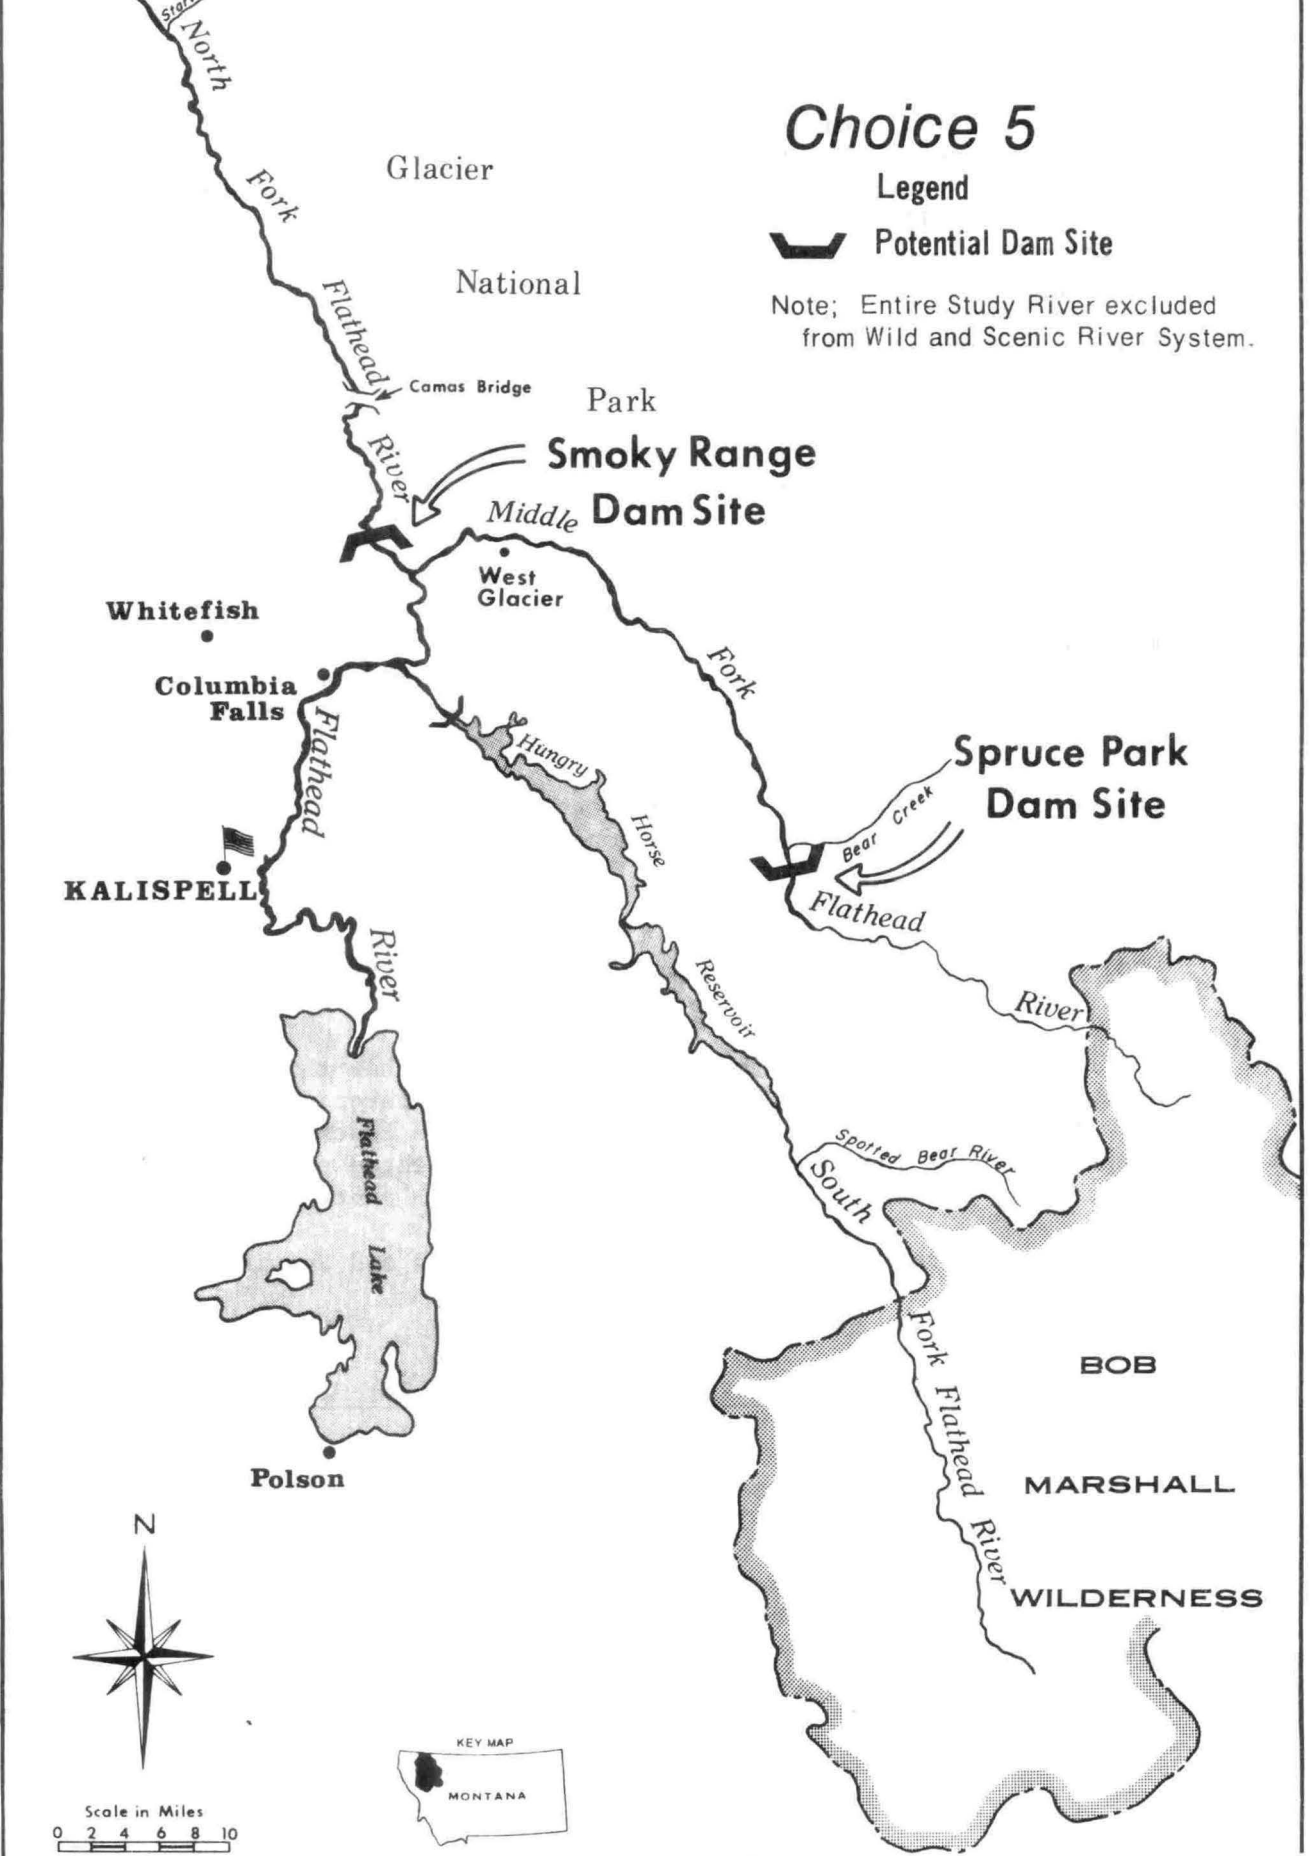 North
Fork
Flathead
River
Glacier
National
Park
Choice 5
Legend
Potential Dam Site
Note; Entire Study River excluded
from Wild and Scenic River System.
Camas Bridge
Smoky Range
Dam Site
Middle
Fork
Flathead
River
West
Glacier
Whitefish
Columbia
Falls
Flathead
River
KALISPELL
Hungry
Horse
Reservoir
Spruce Park
Dam Site
Bear Creek
Spotted Bear River
South
Fork Flathead River
Flathead
Lake
Polson
BOB
MARSHALL
WILDERNESS
N
KEY MAP
MONTANA
Scale in Miles
0 2 4 6 8 10